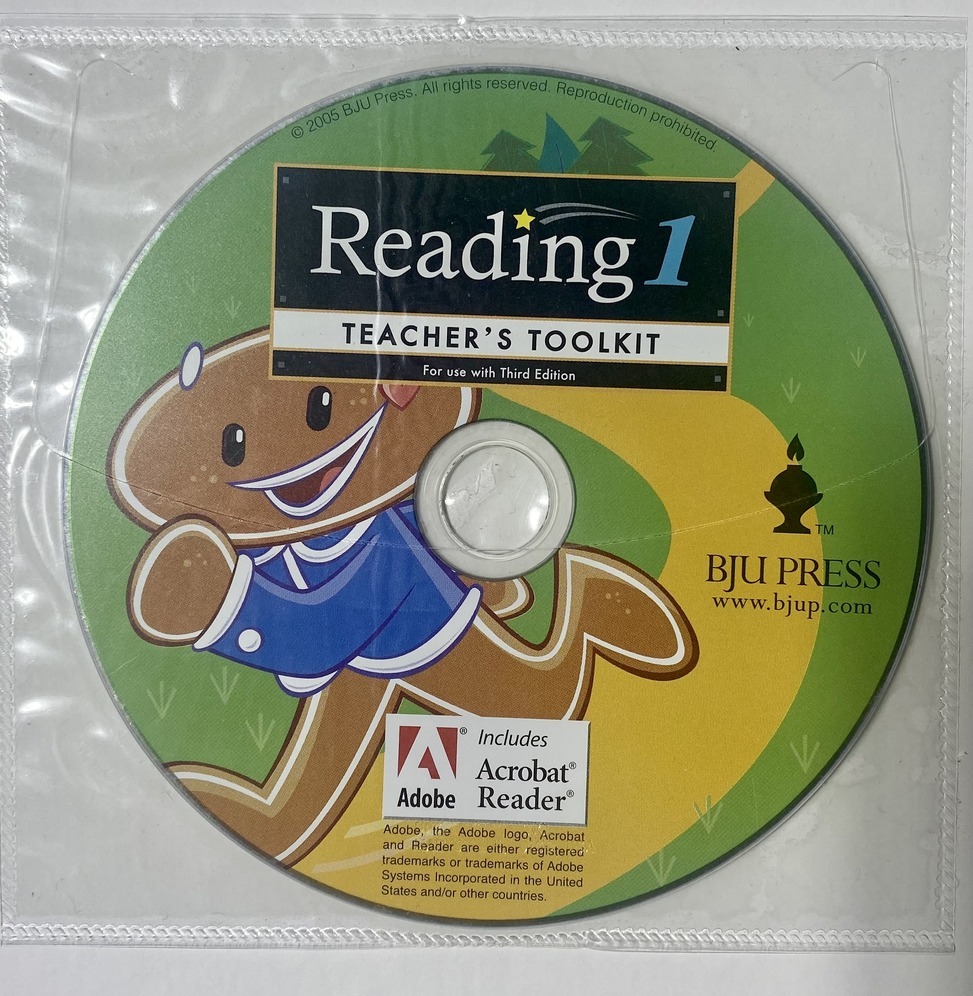 © 2005 BJU Press. All rights reserved. Reproduction prohibited.
Reading 1
TEACHER'S TOOLKIT
For use with Third Edition
TM
BJU PRESS
www.bjup.com
Adobe
® Includes
Acrobat®
Reader®
Adobe, the Adobe logo, Acrobat
and Reader are either registered
trademarks or trademarks of Adobe
Systems Incorporated in the United
States and/or other countries.